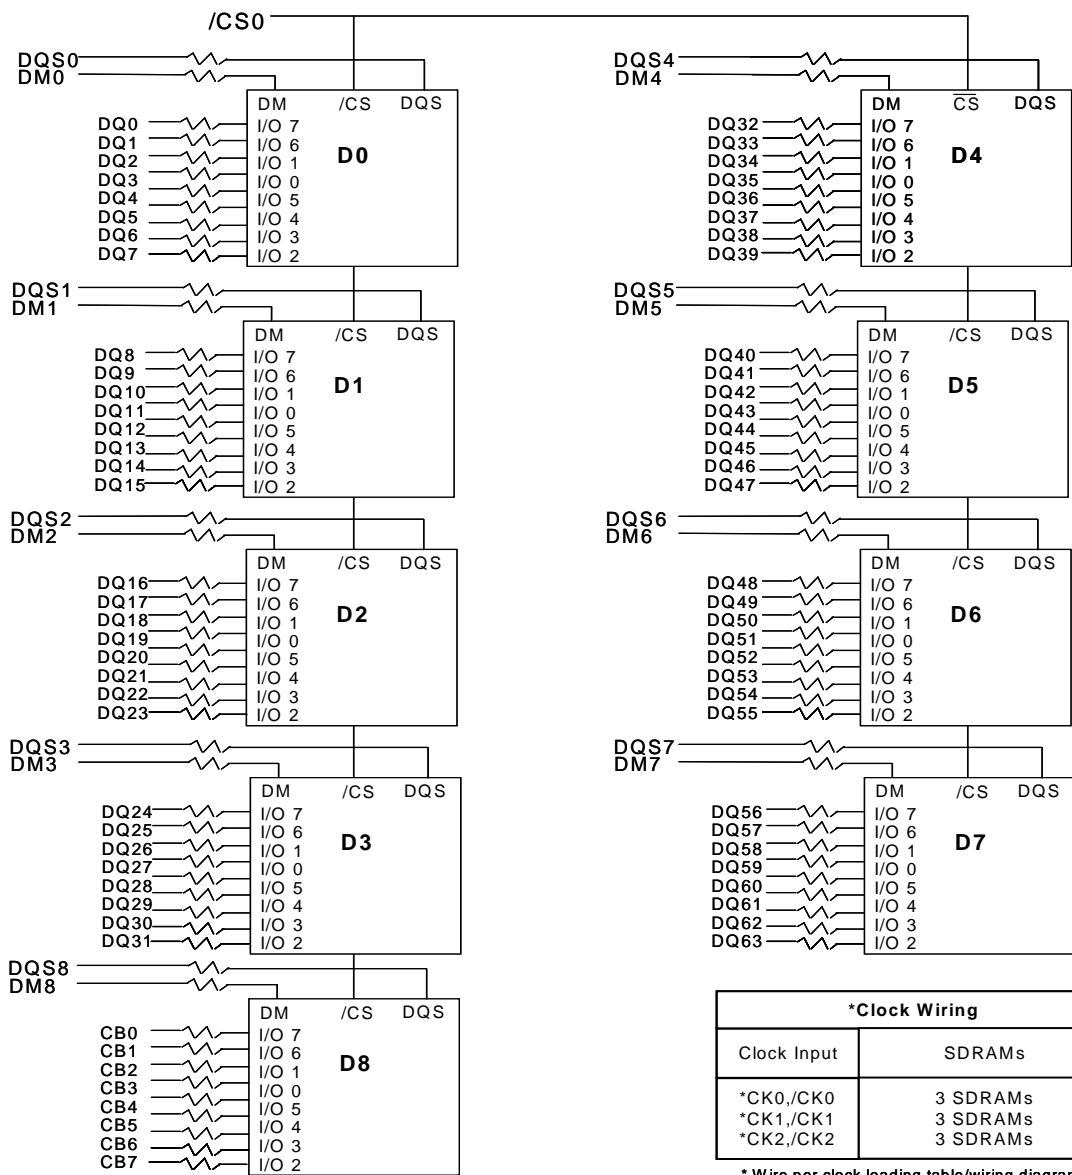 /CS0
DQS0
DM0
DM /CS DQS
D0
DQ0 I/O 7
DQ1 I/O 6
DQ2 I/O 1
DQ3 I/O 0
DQ4 I/O 5
DQ5 I/O 4
DQ6 I/O 3
DQ7 I/O 2
DQS1
DM1
DM /CS DQS
D1
DQ8 I/O 7
DQ9 I/O 6
DQ10 I/O 1
DQ11 I/O 0
DQ12 I/O 5
DQ13 I/O 4
DQ14 I/O 3
DQ15 I/O 2
DQS2
DM2
DM /CS DQS
D2
DQ16 I/O 7
DQ17 I/O 6
DQ18 I/O 1
DQ19 I/O 0
DQ20 I/O 5
DQ21 I/O 4
DQ22 I/O 3
DQ23 I/O 2
DQS3
DM3
DM /CS DQS
D3
DQ24 I/O 7
DQ25 I/O 6
DQ26 I/O 1
DQ27 I/O 0
DQ28 I/O 5
DQ29 I/O 4
DQ30 I/O 3
DQ31 I/O 2
DQS8
DM8
DM /CS DQS
D8
CB0 I/O 7
CB1 I/O 6
CB2 I/O 1
CB3 I/O 0
CB4 I/O 5
CB5 I/O 4
CB6 I/O 3
CB7 I/O 2
DQS4
DM4
DM CS DQS
D4
DQ32 I/O 7
DQ33 I/O 6
DQ34 I/O 1
DQ35 I/O 0
DQ36 I/O 5
DQ37 I/O 4
DQ38 I/O 3
DQ39 I/O 2
DQS5
DM5
DM /CS DQS
D5
DQ40 I/O 7
DQ41 I/O 6
DQ42 I/O 1
DQ43 I/O 0
DQ44 I/O 5
DQ45 I/O 4
DQ46 I/O 3
DQ47 I/O 2
DQS6
DM6
DM /CS DQS
D6
DQ48 I/O 7
DQ49 I/O 6
DQ50 I/O 1
DQ51 I/O 0
DQ52 I/O 5
DQ53 I/O 4
DQ54 I/O 3
DQ55 I/O 2
DQS7
DM7
DM /CS DQS
D7
DQ56 I/O 7
DQ57 I/O 6
DQ58 I/O 1
DQ59 I/O 0
DQ60 I/O 5
DQ61 I/O 4
DQ62 I/O 3
DQ63 I/O 2
*Clock Wiring
Clock Input SDRAMs
*CK0,/CK0 3 SDRAMs
*CK1,/CK1 3 SDRAMs
*CK2,/CK2 3 SDRAMs
* Wire per clock loading table/wiring